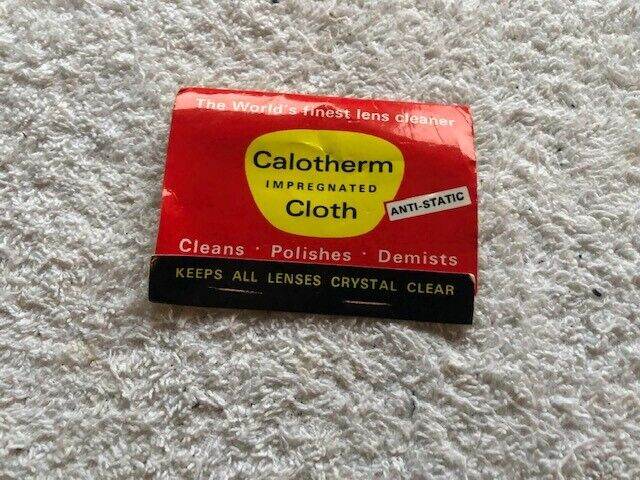 The World's finest lens cleaner
Calotherm
IMPREGNATED
Cloth
ANTI-STATIC
Cleans · Polishes · Demists
KEEPS ALL LENSES CRYSTAL CLEAR